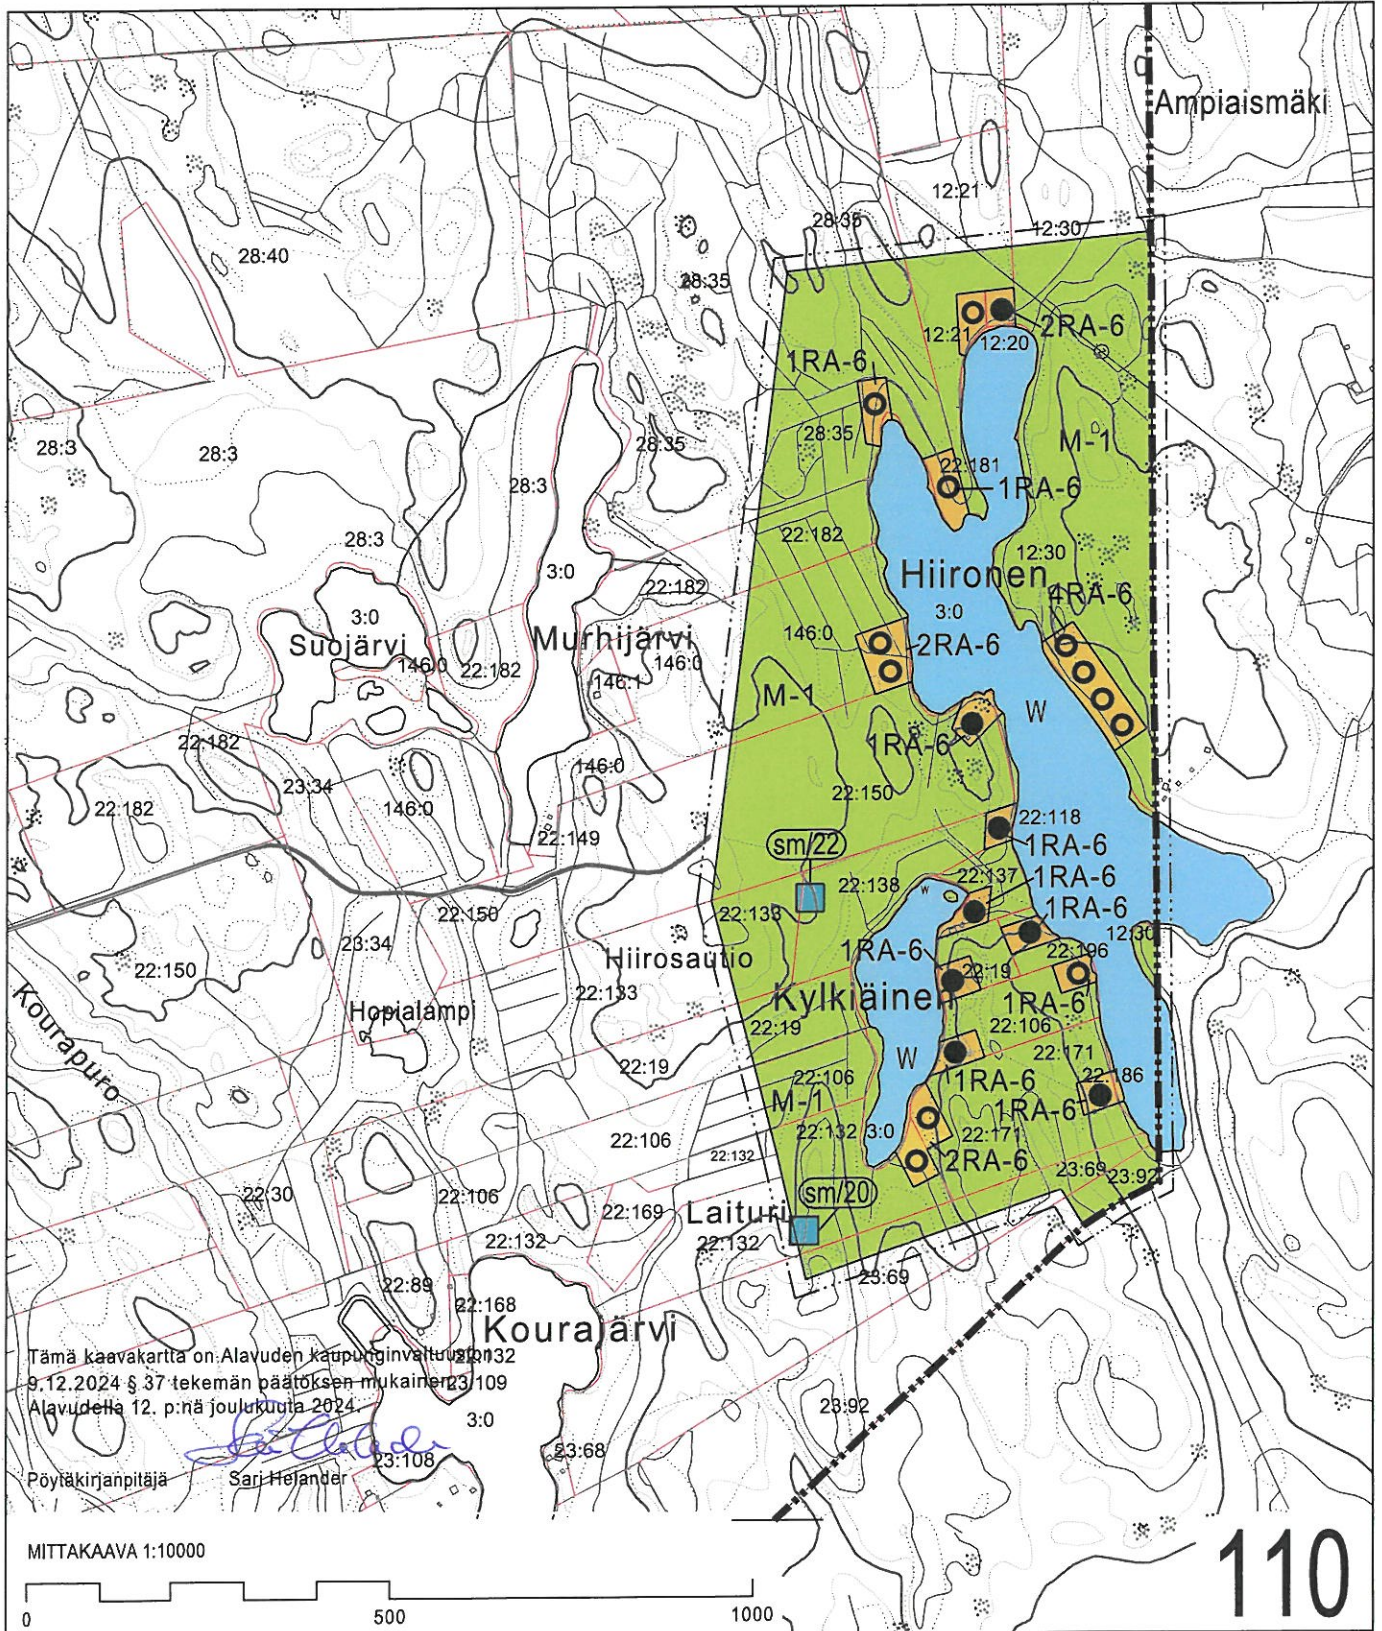 Ampiaismäki
12:21
28:35
12:30
28:40
28:35
12:21
12:20
2RA-6
1RA-6
28:3
28:3
28:35
28:35
M-1
22:181
1RA-6
28:3
22:182
28:3
12:30
3:0
22:182
Hiironen
4RA-6
3:0
3:0
Suojärvi
Murhijärvi
146:0
2RA-6
146:0
22:182
146:0
146:1
M-1
W
22:182
1RA-6
146:0
23:34
22:150
22:182
146:0
22:118
22:149
sm/22
1RA-6
22:138
W
22:137
1RA-6
22:150
22:133
1RA-6
23:34
12:30
22:150
Hiirosautio
1RA-6
22:196
22:19
Kourapuro
22:133
Kylkiäinen
1RA-6
Hopialampi
22:19
22:106
22:171
22:19
W
22:106
1RA-6
22:186
M-1
1RA-6
22:106
22:132
3:0
22:171
22:132
2RA-6
23:69
23:92
22:30
22:106
sm/20
22:169
Laituri
22:132
22:132
23:69
22:89
22:168
Kourajärvi
Tämä kaavakartta on Alavuden kaupunginvaltuuston
22:132
9.12.2024 § 37 tekemän päätöksen mukainen.
23:109
Alavudella 12. p:nä joulukuuta 2024.
23:92
3:0
23:68
23:108
Pöytäkirjanpitäjä Sari Helander
MITTAKAAVA 1:10000
110
0 500 1000